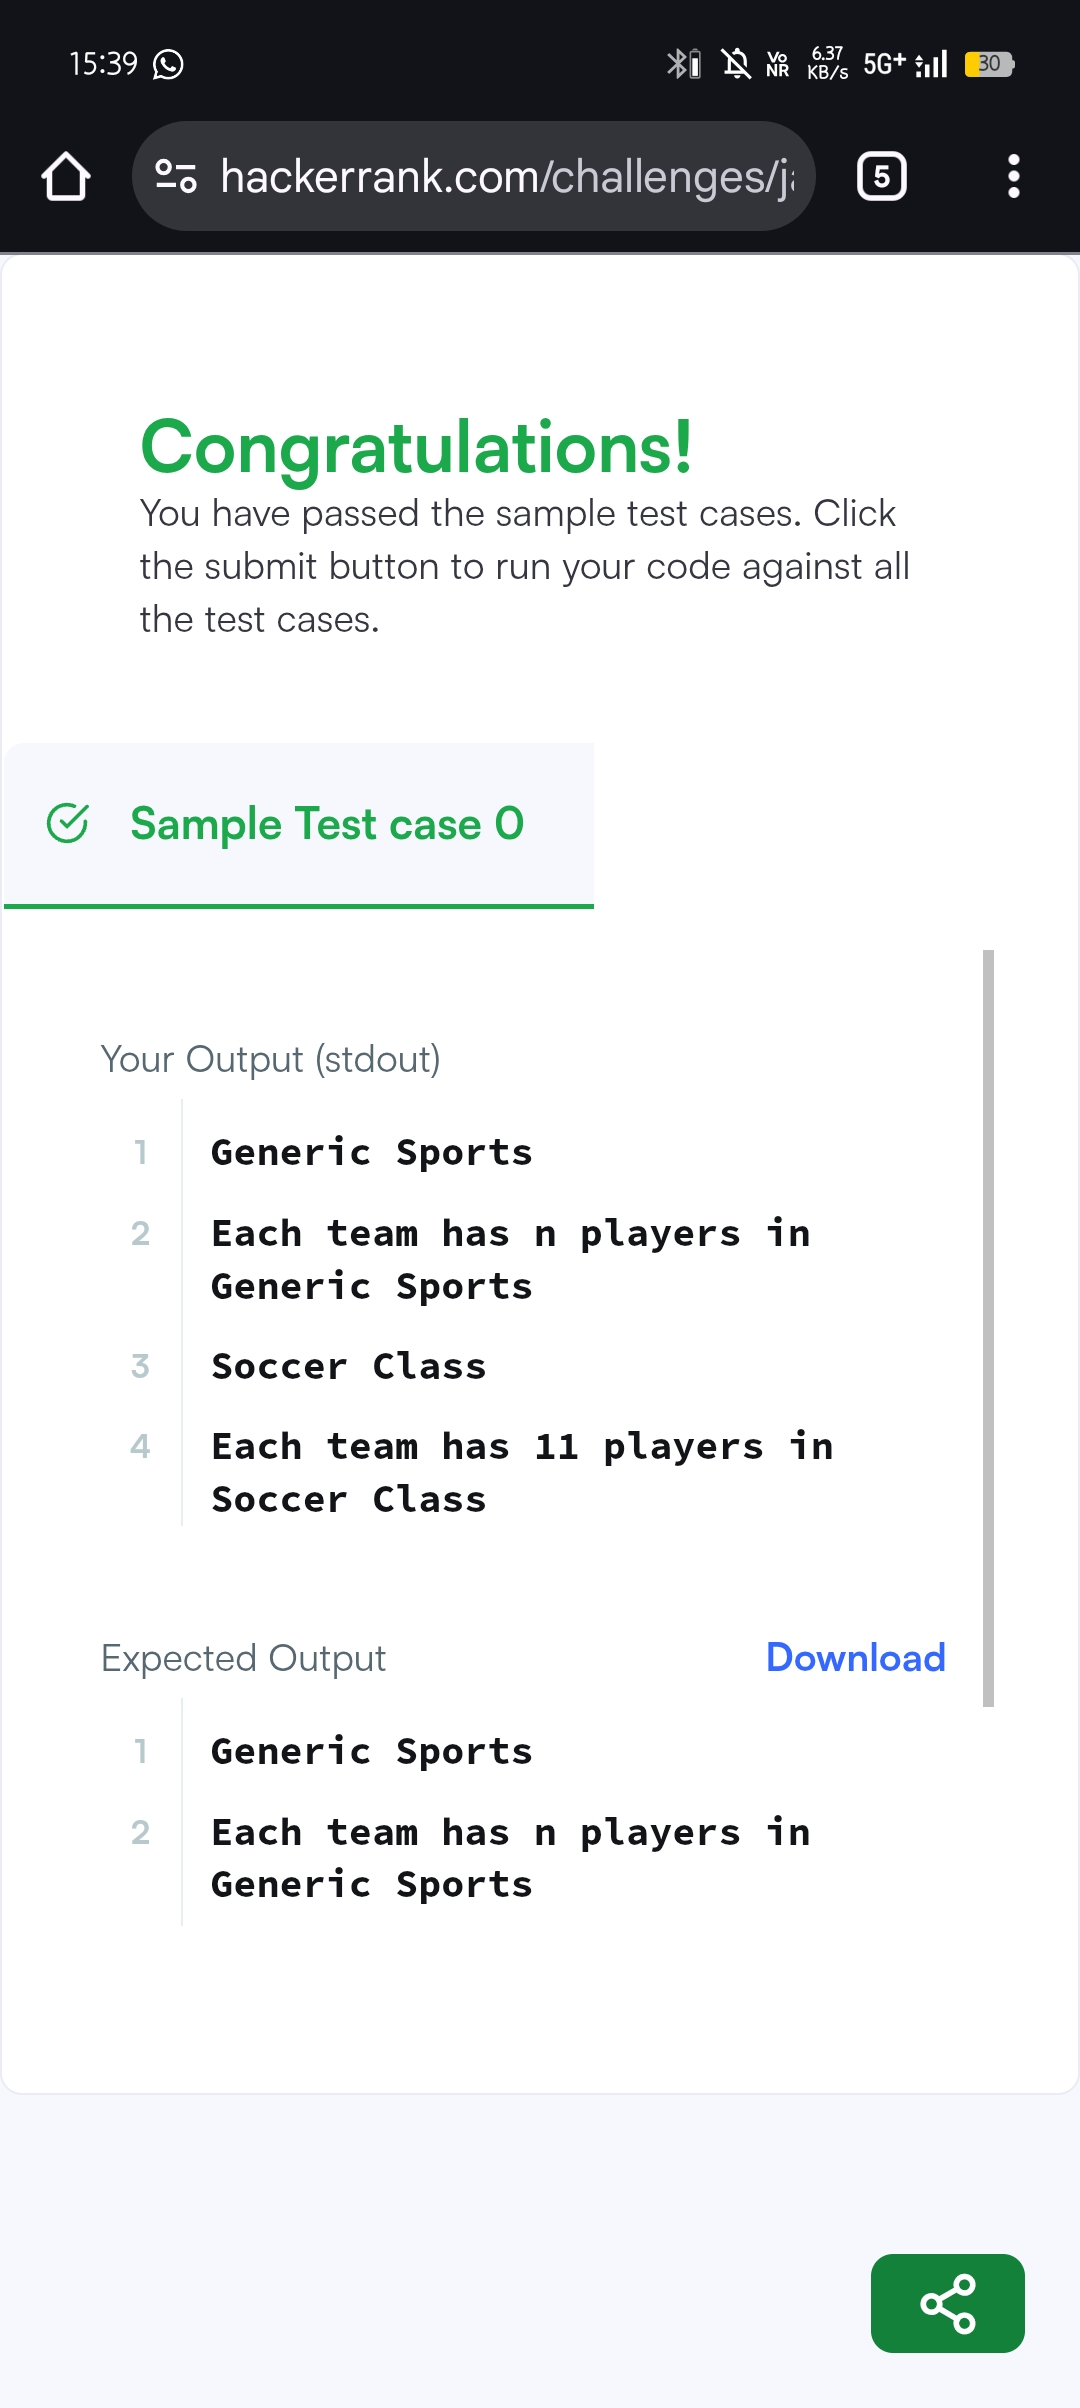 15:39
Vo NR
6.37 KB/s
5G+
30
hackerrank.com/challenges/j
5
Congratulations!
You have passed the sample test cases. Click
the submit button to run your code against all
the test cases.
Sample Test case 0
Your Output (stdout)
1 Generic Sports
2 Each team has n players in
Generic Sports
3 Soccer Class
4 Each team has 11 players in
Soccer Class
Expected Output
Download
1 Generic Sports
2 Each team has n players in
Generic Sports